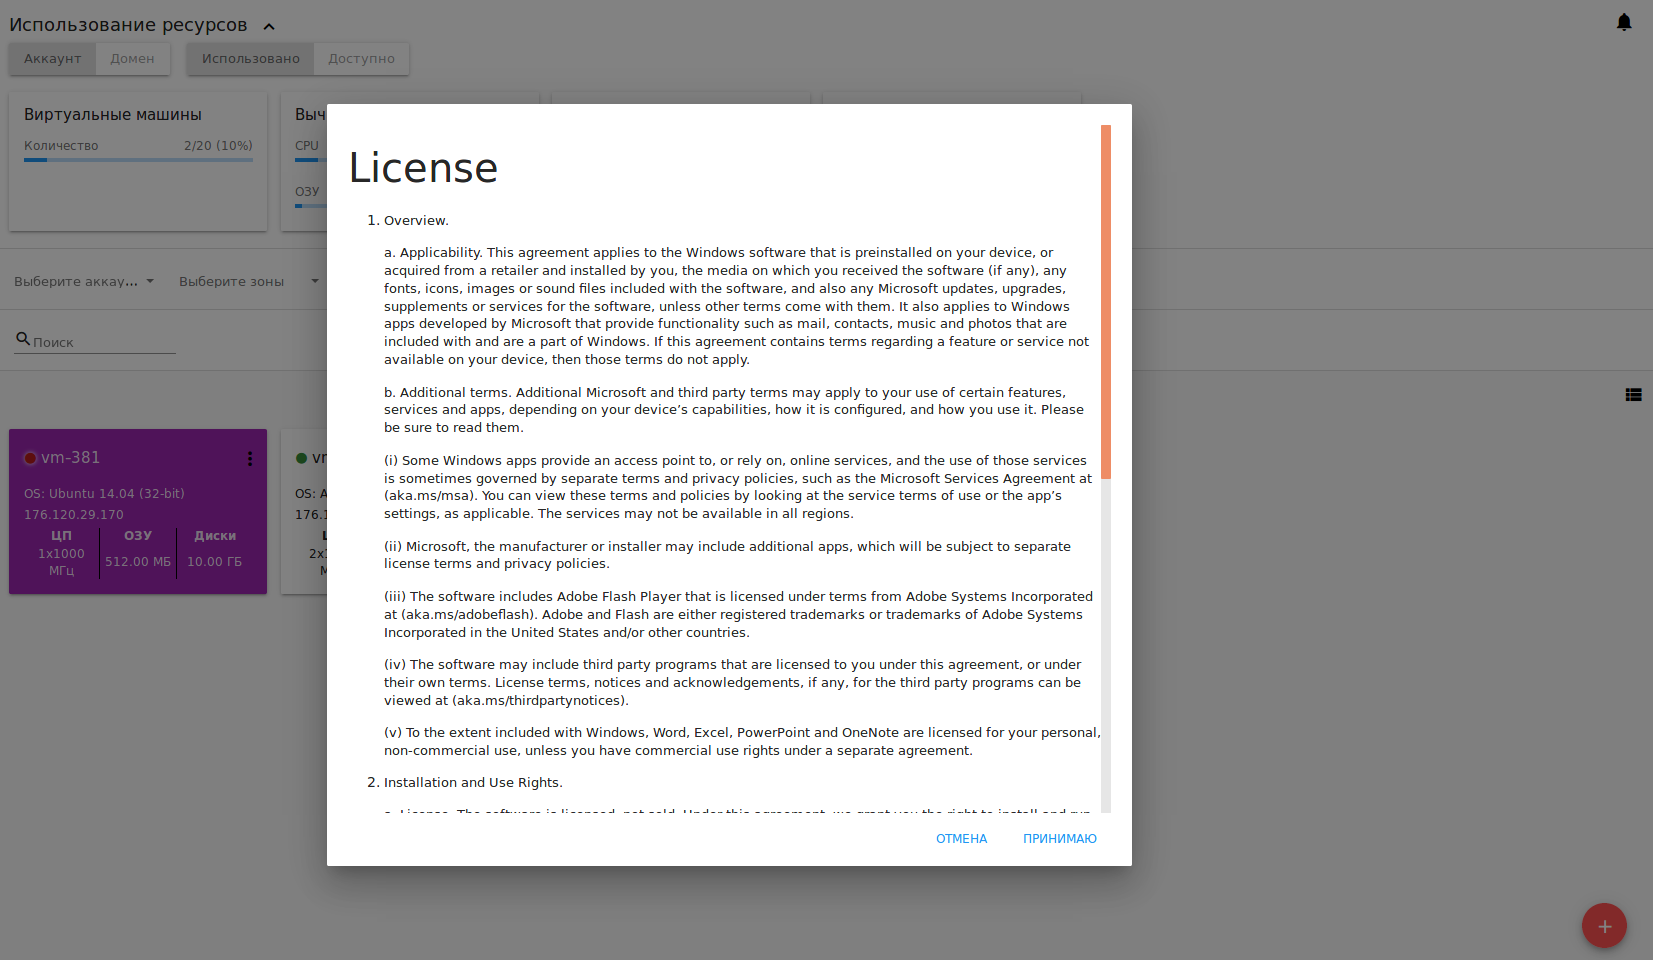 Использование ресурсов
Аккаунт Домен Использовано Доступно
Виртуальные машины
Количество 2/20 (10%)
CPU
ОЗУ
Выберите аккау... Выберите зоны
Поиск
vm-381
OS: Ubuntu 14.04 (32-bit)
176.120.29.170
ЦП ОЗУ Диски
1x1000 МГц 512.00 МБ 10.00 ГБ
License
1. Overview.
a. Applicability. This agreement applies to the Windows software that is preinstalled on your device, or
acquired from a retailer and installed by you, the media on which you received the software (if any), any
fonts, icons, images or sound files included with the software, and also any Microsoft updates, upgrades,
supplements or services for the software, unless other terms come with them. It also applies to Windows
apps developed by Microsoft that provide functionality such as mail, contacts, music and photos that are
included with and are a part of Windows. If this agreement contains terms regarding a feature or service not
available on your device, then those terms do not apply.
b. Additional terms. Additional Microsoft and third party terms may apply to your use of certain features,
services and apps, depending on your device’s capabilities, how it is configured, and how you use it. Please
be sure to read them.
(i) Some Windows apps provide an access point to, or rely on, online services, and the use of those services
is sometimes governed by separate terms and privacy policies, such as the Microsoft Services Agreement at
(aka.ms/msa). You can view these terms and policies by looking at the service terms of use or the app’s
settings, as applicable. The services may not be available in all regions.
(ii) Microsoft, the manufacturer or installer may include additional apps, which will be subject to separate
license terms and privacy policies.
(iii) The software includes Adobe Flash Player that is licensed under terms from Adobe Systems Incorporated
at (aka.ms/adobeflash). Adobe and Flash are either registered trademarks or trademarks of Adobe Systems
Incorporated in the United States and/or other countries.
(iv) The software may include third party programs that are licensed to you under this agreement, or under
their own terms. License terms, notices and acknowledgements, if any, for the third party programs can be
viewed at (aka.ms/thirdpartynotices).
(v) To the extent included with Windows, Word, Excel, PowerPoint and OneNote are licensed for your personal,
non-commercial use, unless you have commercial use rights under a separate agreement.
2. Installation and Use Rights.
ОТМЕНА ПРИНИМАЮ